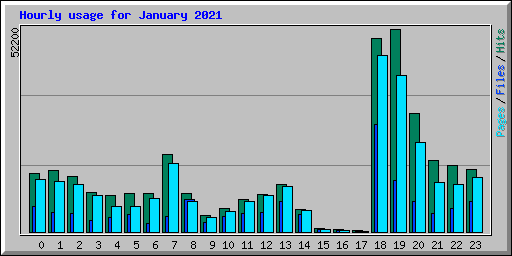 Hourly usage for January 2021
52200
Pages/Files/Hits
0 1 2 3 4 5 6 7 8 9 10 11 12 13 14 15 16 17 18 19 20 21 22 23